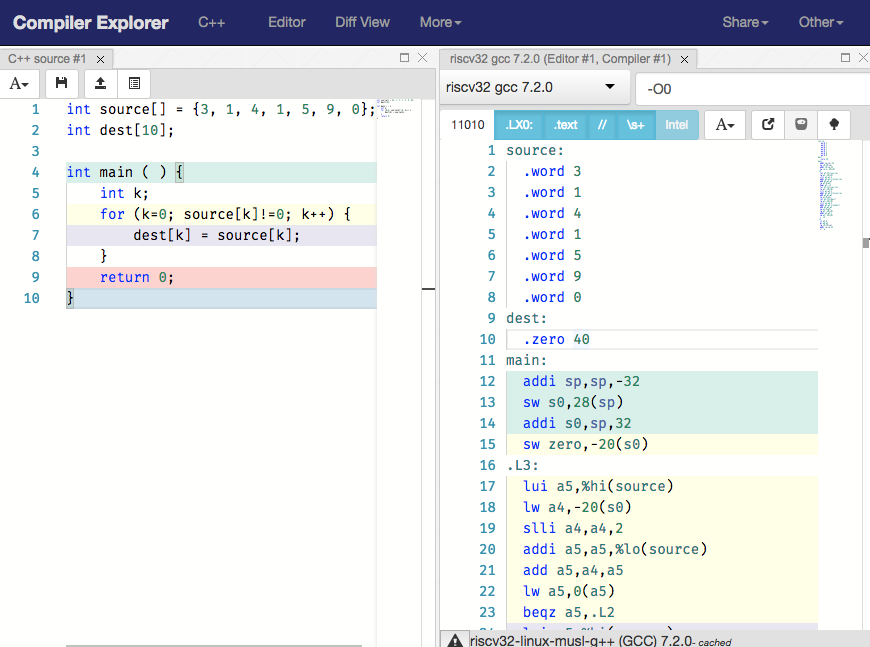 Compiler Explorer C++ Editor Diff View More Share Other
C++ source #1
A
1 int source[] = {3, 1, 4, 1, 5, 9, 0};
2 int dest[10];
3
4 int main ( ) {
5 int k;
6 for (k=0; source[k]!=0; k++) {
7 dest[k] = source[k];
8 }
9 return 0;
10 }
riscv32 gcc 7.2.0 (Editor #1, Compiler #1)
riscv32 gcc 7.2.0 -O0
11010 .LX0: .text // \s+ Intel A
1 source:
2 .word 3
3 .word 1
4 .word 4
5 .word 1
6 .word 5
7 .word 9
8 .word 0
9 dest:
10 .zero 40
11 main:
12 addi sp,sp,-32
13 sw s0,28(sp)
14 addi s0,sp,32
15 sw zero,-20(s0)
16 .L3:
17 lui a5,%hi(source)
18 lw a4,-20(s0)
19 slli a4,a4,2
20 addi a5,a5,%lo(source)
21 add a5,a4,a5
22 lw a5,0(a5)
23 beqz a5,.L2
riscv32-linux-musl-g++ (GCC) 7.2.0- cached